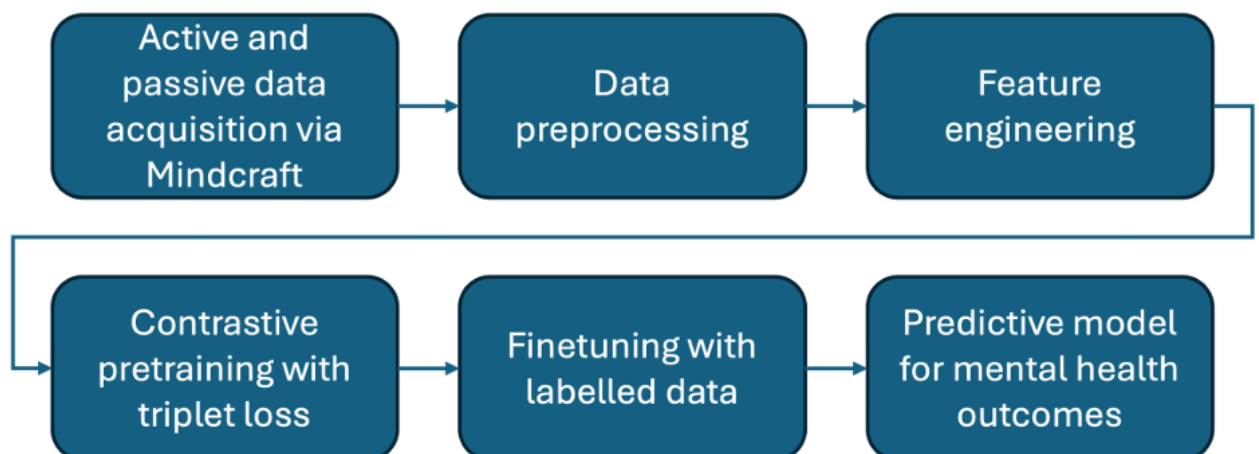 Active and
passive data
acquisition via
Mindcraft
Data
preprocessing
Feature
engineering
Contrastive
pretraining with
triplet loss
Finetuning with
labelled data
Predictive model
for mental health
outcomes